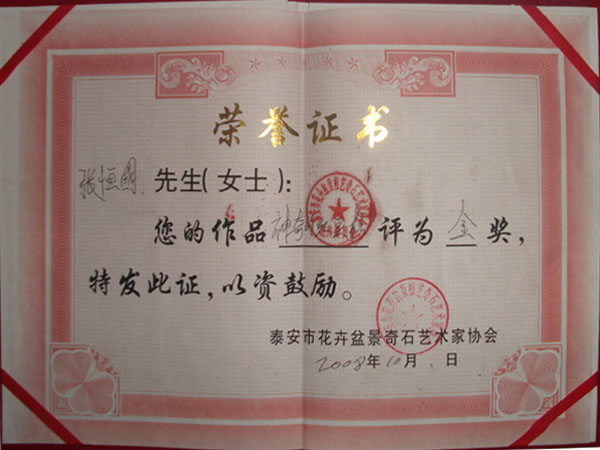 荣誉证书
张恒国 先生(女士):
您的作品 神奇 评为 金 奖,
特发此证,以资鼓励。
泰安市花卉盆景奇石艺术家协会
2008年10月 日